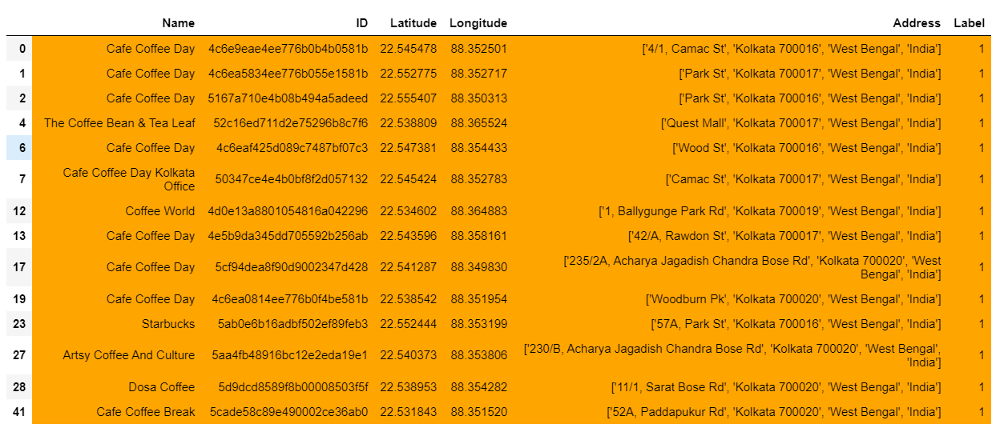 Name ID Latitude Longitude Address Label
0 Cafe Coffee Day 4c6e9eae4ee776b0b4b0581b 22.545478 88.352501 ['4/1, Camac St', 'Kolkata 700016', 'West Bengal', 'India'] 1
1 Cafe Coffee Day 4c6ea5834ee776b055e1581b 22.552775 88.352717 ['Park St', 'Kolkata 700017', 'West Bengal', 'India'] 1
2 Cafe Coffee Day 5167a710e4b08b494a5adeed 22.555407 88.350313 ['Park St', 'Kolkata 700016', 'West Bengal', 'India'] 1
4 The Coffee Bean & Tea Leaf 52c16ed711d2e75296b8c7f6 22.538809 88.365524 ['Quest Mall', 'Kolkata 700017', 'West Bengal', 'India'] 1
6 Cafe Coffee Day 4c6eaf425d089c7487bf07c3 22.547381 88.354433 ['Wood St', 'Kolkata 700016', 'West Bengal', 'India'] 1
7 Cafe Coffee Day Kolkata
Office 50347ce4e4b0bf8f2d057132 22.545424 88.352783 ['Camac St', 'Kolkata 700017', 'West Bengal', 'India'] 1
12 Coffee World 4d0e13a8801054816a042296 22.534602 88.364883 ['1, Ballygunge Park Rd', 'Kolkata 700019', 'West Bengal', 'India'] 1
13 Cafe Coffee Day 4e5b9da345dd705592b256ab 22.543596 88.358161 ['42/A, Rawdon St', 'Kolkata 700017', 'West Bengal', 'India'] 1
17 Cafe Coffee Day 5cf94dea8f90d9002347d428 22.541287 88.349830 ['235/2A, Acharya Jagadish Chandra Bose Rd', 'Kolkata 700020', 'West
Bengal', 'India'] 1
19 Cafe Coffee Day 4c6ea0814ee776b0f4be581b 22.538542 88.351954 ['Woodburn Pk', 'Kolkata 700020', 'West Bengal', 'India'] 1
23 Starbucks 5ab0e6b16adbf502ef89feb3 22.552444 88.353199 ['57A, Park St', 'Kolkata 700016', 'West Bengal', 'India'] 1
27 Artsy Coffee And Culture 5aa4fb48916bc12e2eda19e1 22.540373 88.353806 ['230/B, Acharya Jagadish Chandra Bose Rd', 'Kolkata 700020', 'West Bengal',
'India'] 1
28 Dosa Coffee 5d9dcd8589f8b00008503f5f 22.538953 88.354282 ['11/1, Sarat Bose Rd', 'Kolkata 700020', 'West Bengal', 'India'] 1
41 Cafe Coffee Break 5cade58c89e490002ce36ab0 22.531843 88.351520 ['52A, Paddapukur Rd', 'Kolkata 700020', 'West Bengal', 'India'] 1